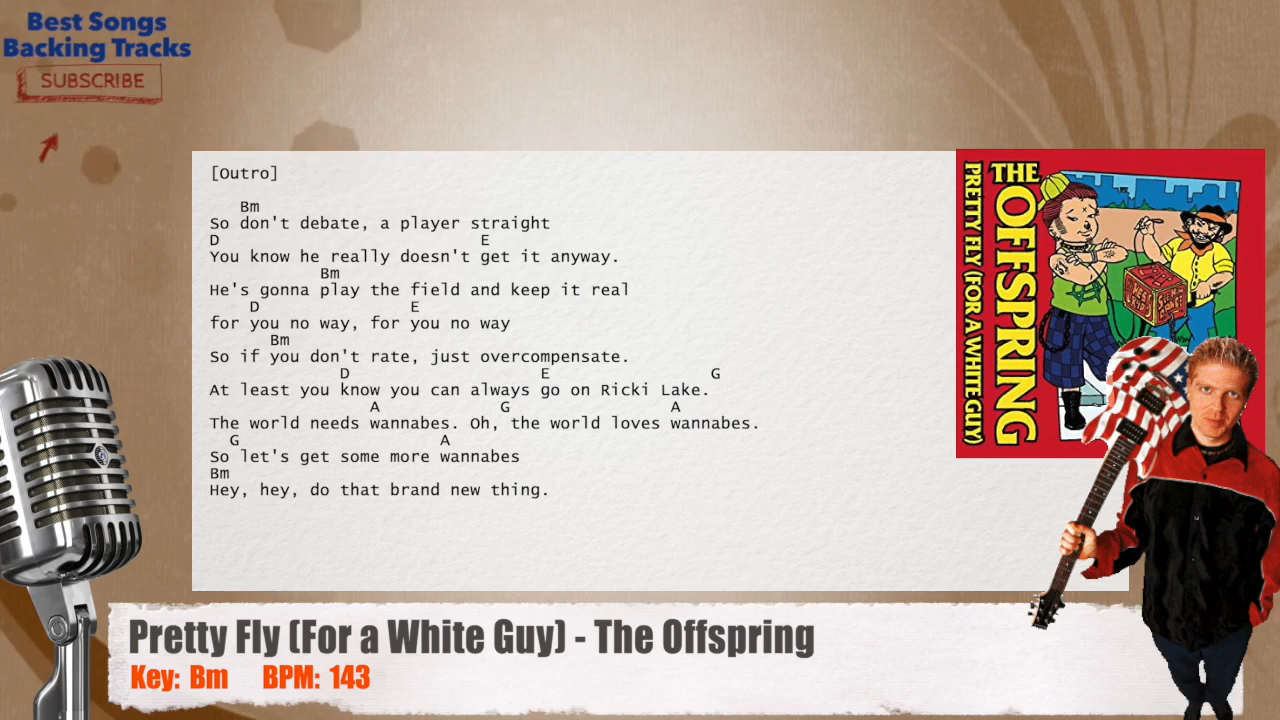 Best Songs
Backing Tracks
SUBSCRIBE
[Outro]
Bm
So don't debate, a player straight
D E
You know he really doesn't get it anyway.
Bm
He's gonna play the field and keep it real
D E
for you no way, for you no way
Bm
So if you don't rate, just overcompensate.
D E G
At least you know you can always go on Ricki Lake.
A G A
The world needs wannabes. Oh, the world loves wannabes.
G A
So let's get some more wannabes
Bm
Hey, hey, do that brand new thing.
THE
OFFSPRING
PRETTY FLY (FOR A WHITE GUY)
Pretty Fly (For a White Guy) - The Offspring
Key: Bm BPM: 143